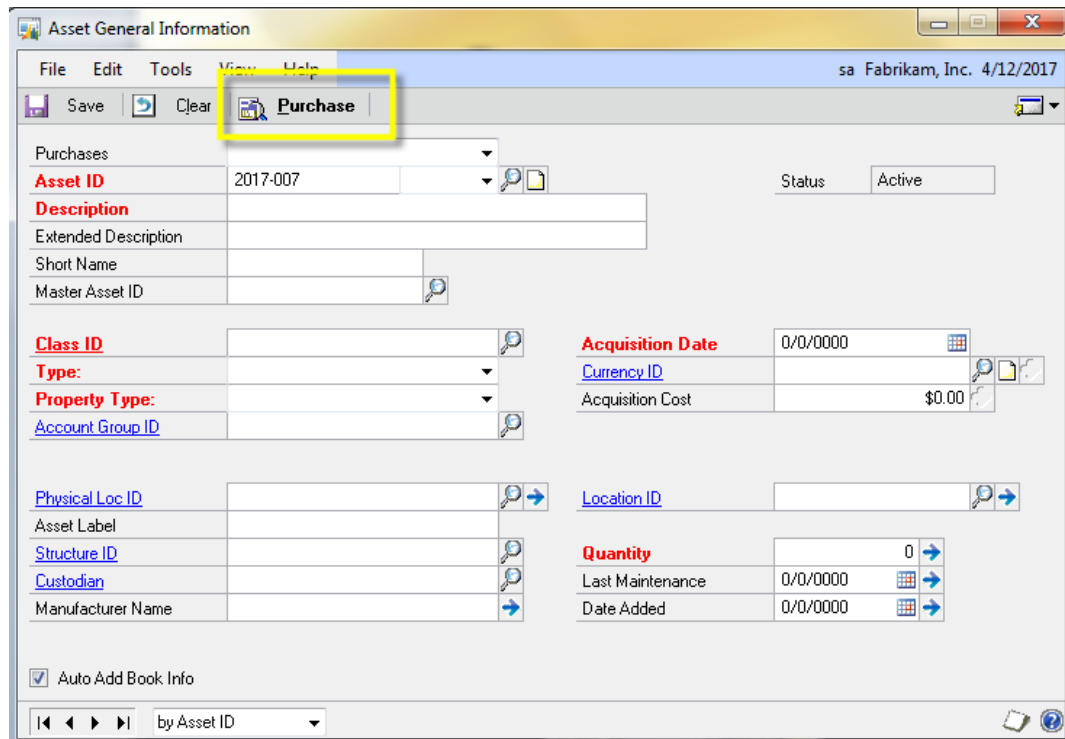 Asset General Information
File Edit Tools View Help sa Fabrikam, Inc. 4/12/2017
Save Clear Purchase
Purchases
Asset ID 2017-007 Status Active
Description
Extended Description
Short Name
Master Asset ID
Class ID Acquisition Date 0/0/0000
Type: Currency ID
Property Type: Acquisition Cost $0.00
Account Group ID
Physical Loc ID Location ID
Asset Label
Structure ID Quantity 0
Custodian Last Maintenance 0/0/0000
Manufacturer Name Date Added 0/0/0000
Auto Add Book Info
by Asset ID